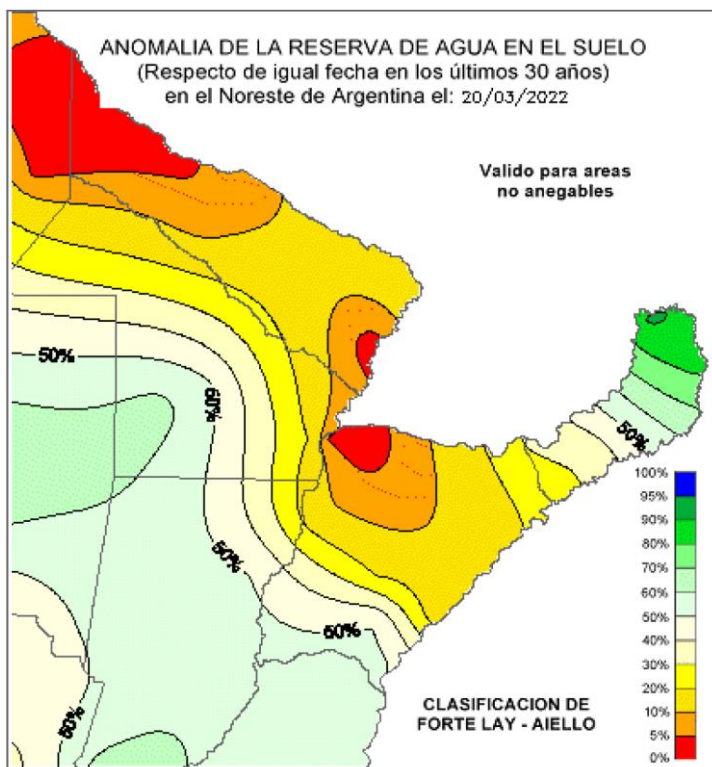 ANOMALIA DE LA RESERVA DE AGUA EN EL SUELO
(Respecto de igual fecha en los últimos 30 años)
en el Noreste de Argentina el: 20/03/2022
Valido para areas
no anegables
50%
50%
50%
50%
50%
50%
100%
95%
90%
80%
70%
60%
50%
40%
30%
20%
10%
5%
0%
CLASIFICACION DE
FORTE LAY - AIELLO